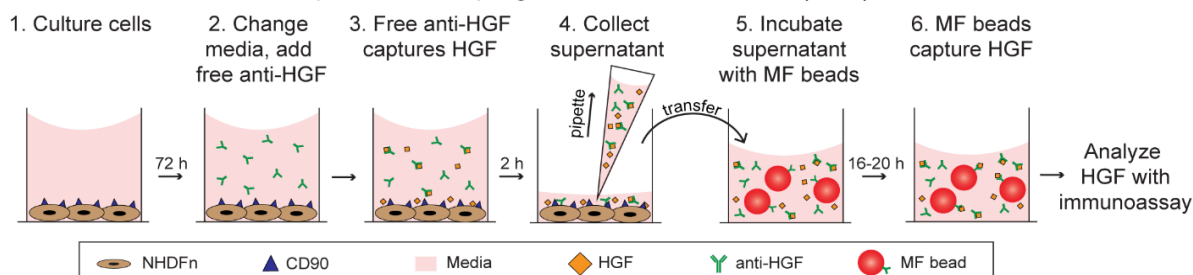 1. Culture cells
2. Change
media, add
free anti-HGF
3. Free anti-HGF
captures HGF
4. Collect
supernatant
5. Incubate
supernatant
with MF beads
6. MF beads
capture HGF
72 h
2 h
pipette
transfer
16-20 h
Analyze
HGF with
immunoassay
NHDFn
CD90
Media
HGF
anti-HGF
MF bead